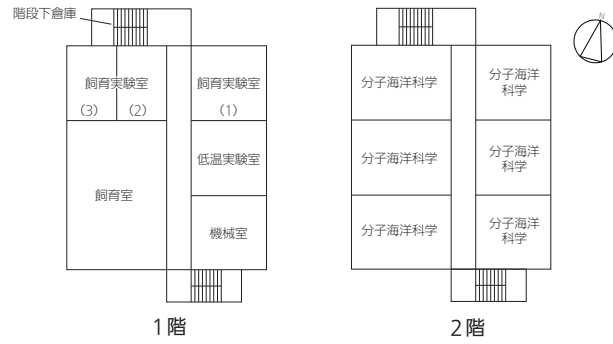 階段下倉庫
飼育実験室
(3)
(2)
飼育室
飼育実験室
(1)
低温実験室
機械室
1階
分子海洋科学
分子海洋科学
分子海洋科学
分子海洋
科学
分子海洋
科学
分子海洋
科学
2階
N